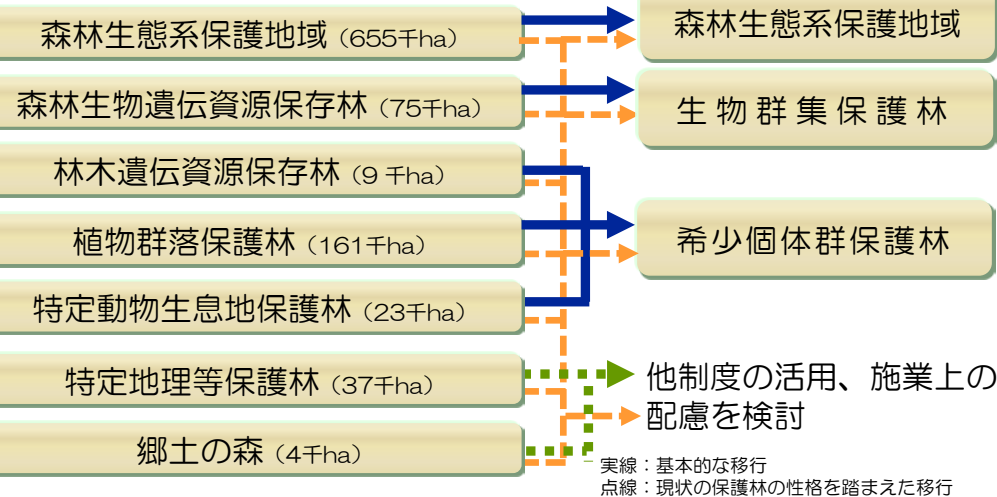 森林生態系保護地域（655千ha）
森林生物遺伝資源保存林（75千ha）
林木遺伝資源保存林（9 千ha）
植物群落保護林（161千ha）
特定動物生息地保護林（23千ha）
特定地理等保護林（37千ha）
郷土の森（4千ha）
森林生態系保護地域
生物群集保護林
希少個体群保護林
他制度の活用、施業上の
配慮を検討
実線：基本的な移行
点線：現状の保護林の性格を踏まえた移行